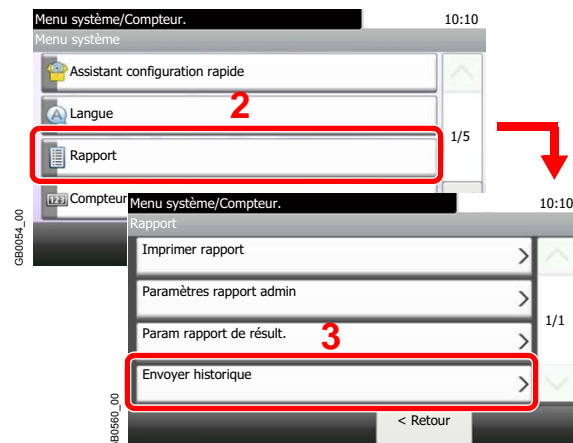 Menu système/Compteur. 10:10
Menu système
Assistant configuration rapide
Langue
2
1/5
Rapport
Compteur
GB0054_00
Menu système/Compteur. 10:10
Rapport
Imprimer rapport
Paramètres rapport admin
1/1
Param rapport de résult.
3
Envoyer historique
< Retour
GB0560_00